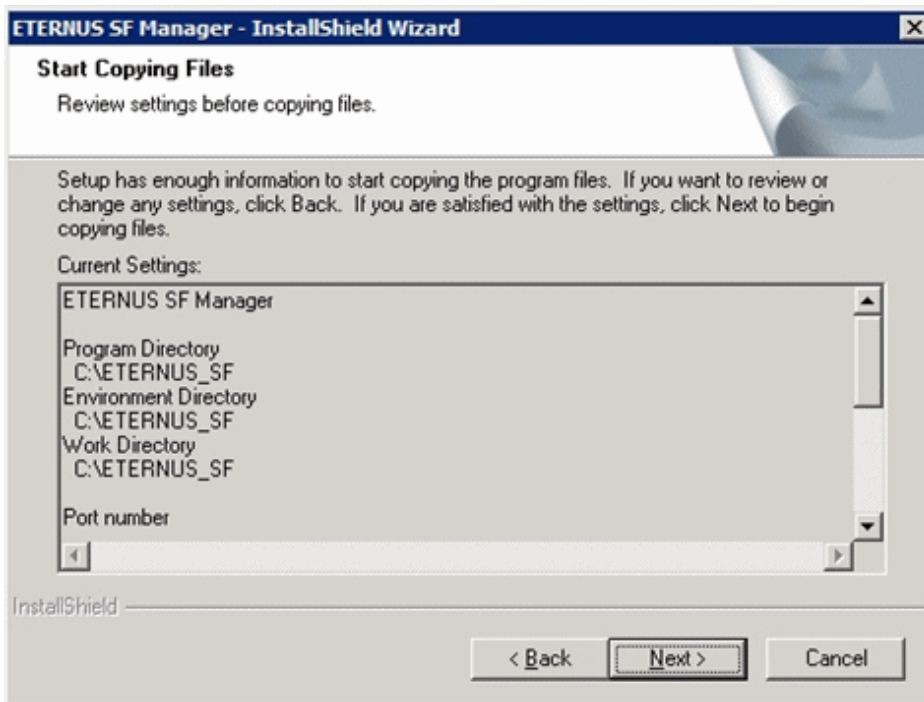 ETERNUS SF Manager - InstallShield Wizard
Start Copying Files
Review settings before copying files.
Setup has enough information to start copying the program files. If you want to review or
change any settings, click Back. If you are satisfied with the settings, click Next to begin
copying files.
Current Settings:
ETERNUS SF Manager
Program Directory
C:\ETERNUS_SF
Environment Directory
C:\ETERNUS_SF
Work Directory
C:\ETERNUS_SF
Port number
InstallShield
< Back Next > Cancel